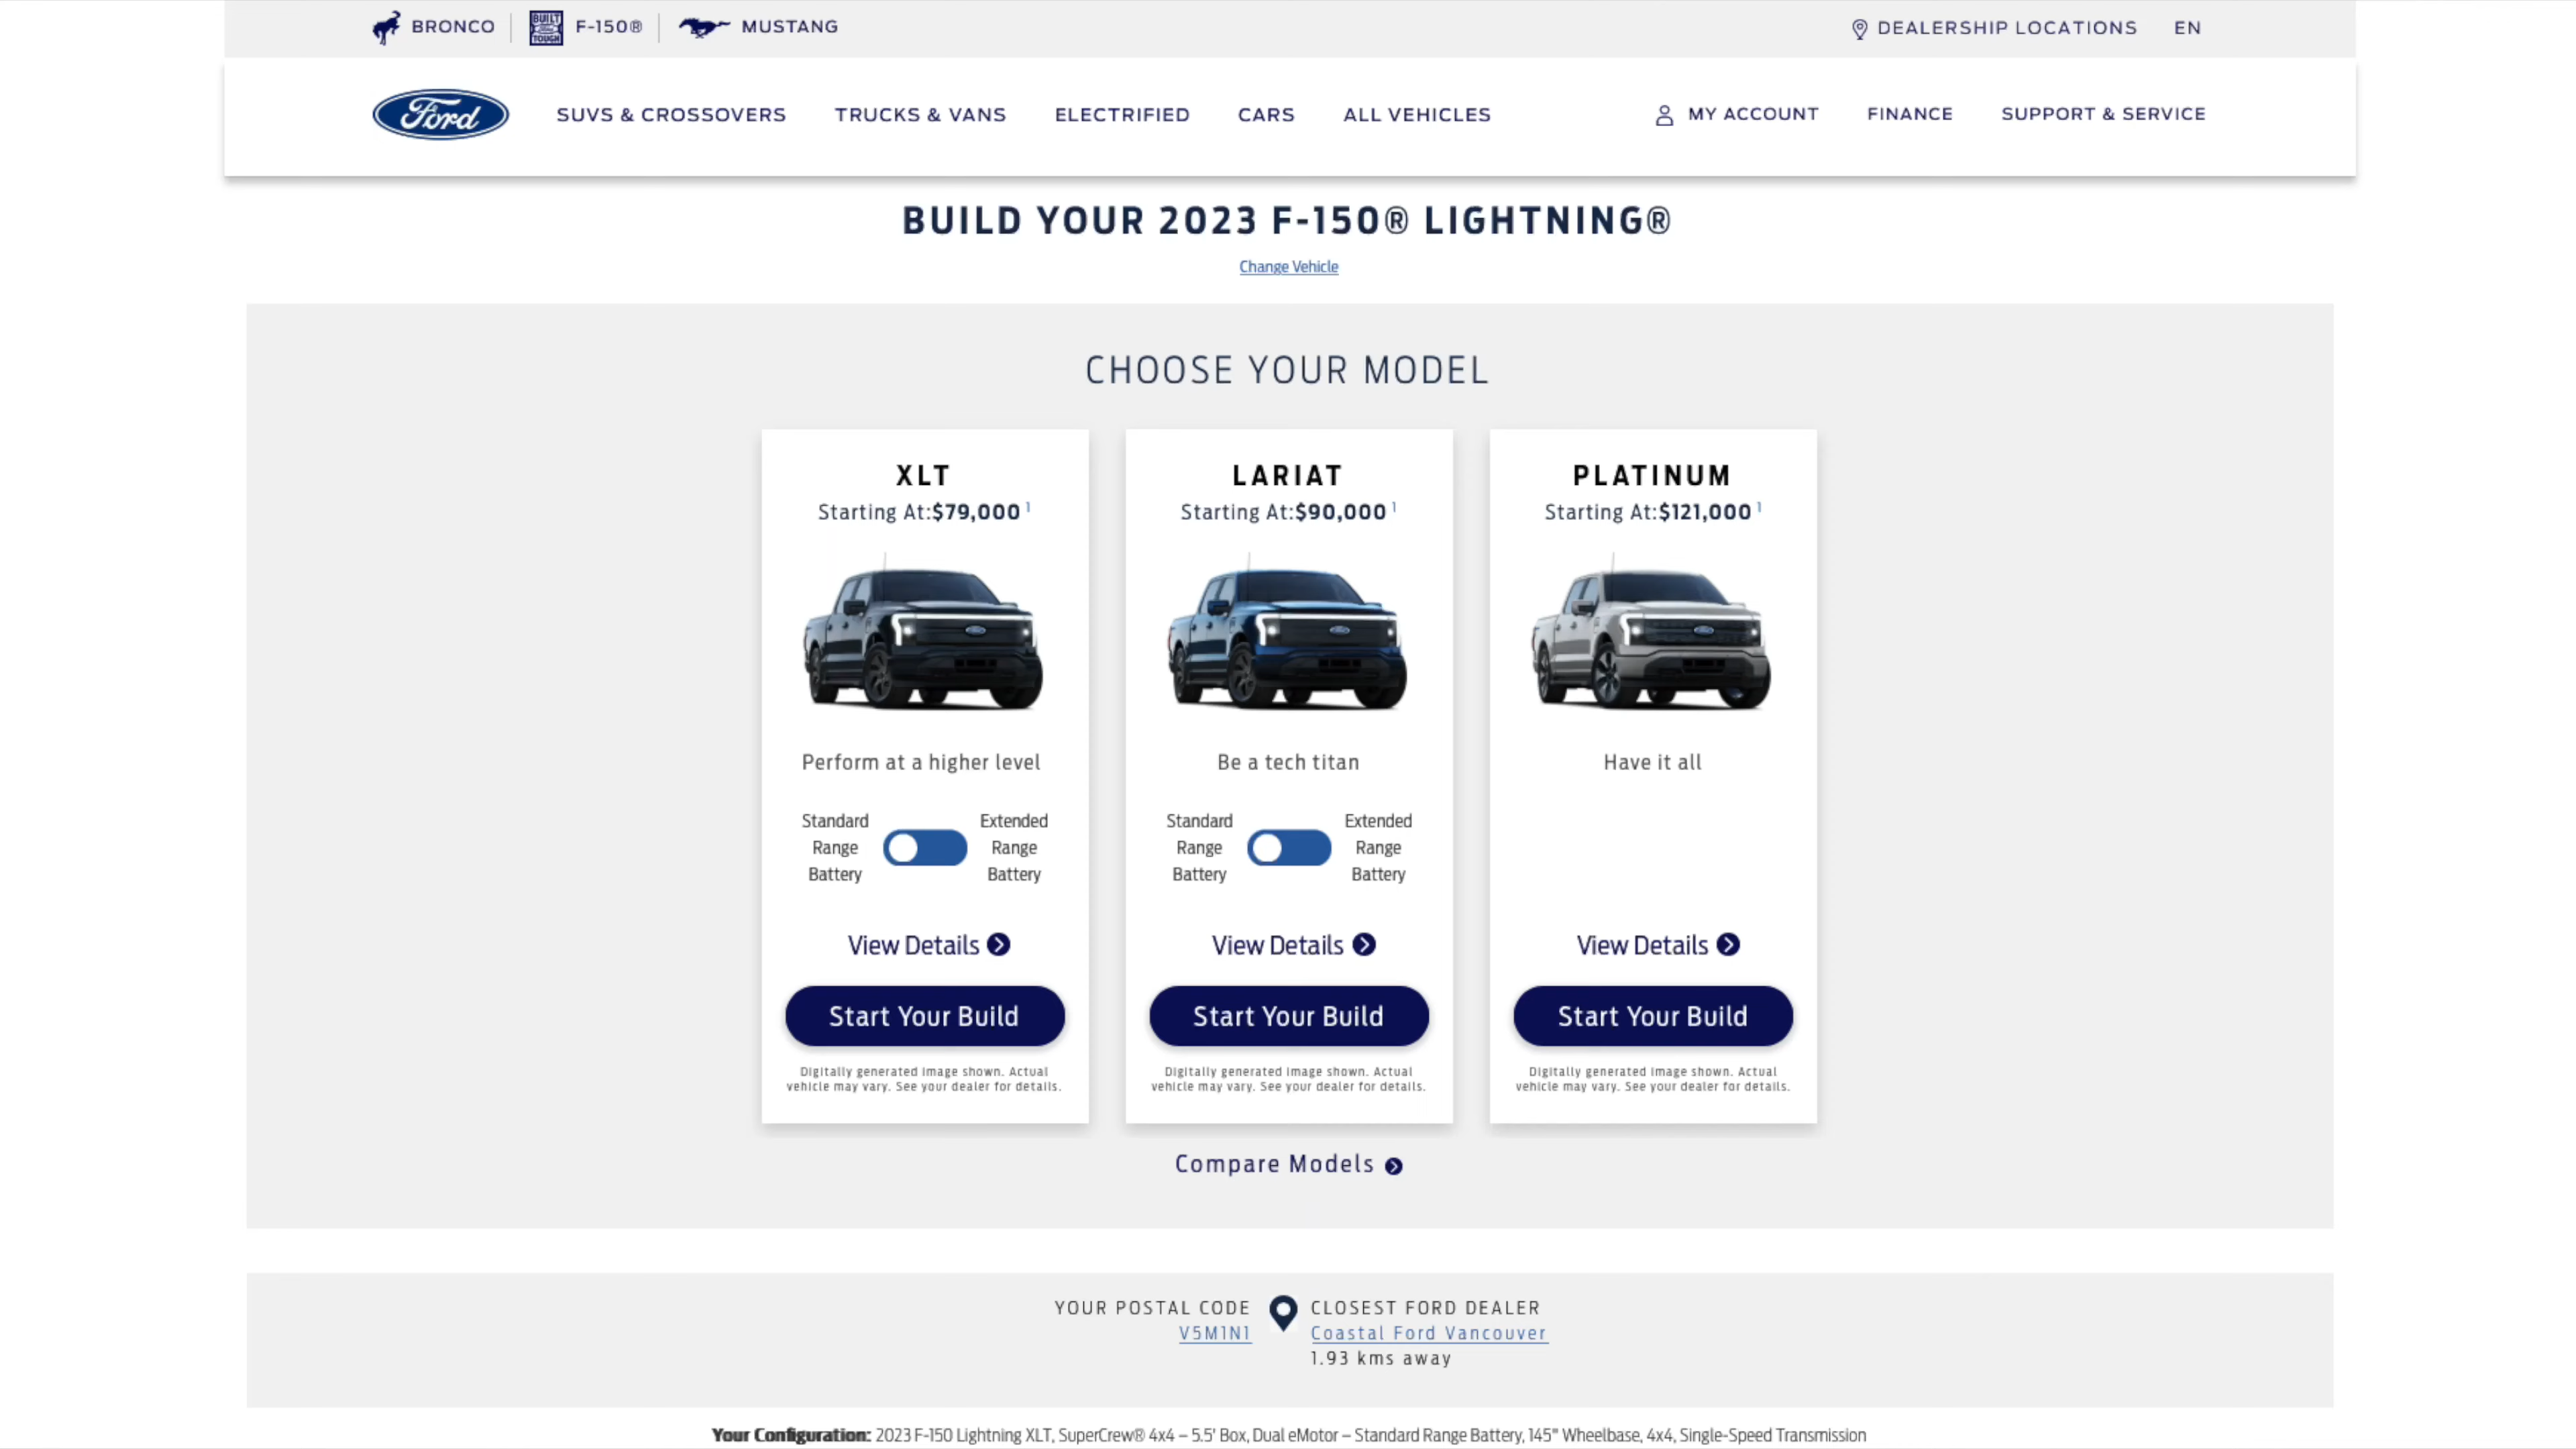 BRONCO
BUILT Ford TOUGH
F-150®
MUSTANG
DEALERSHIP LOCATIONS
EN
Ford
SUVS & CROSSOVERS
TRUCKS & VANS
ELECTRIFIED
CARS
ALL VEHICLES
MY ACCOUNT
FINANCE
SUPPORT & SERVICE
BUILD YOUR 2023 F-150® LIGHTNING®
Change Vehicle
CHOOSE YOUR MODEL
XLT
Starting At:$79,000 1
Perform at a higher level
Standard
Range
Battery
Extended
Range
Battery
View Details
Start Your Build
Digitally generated image shown. Actual
vehicle may vary. See your dealer for details.
LARIAT
Starting At:$90,000 1
Be a tech titan
Standard
Range
Battery
Extended
Range
Battery
View Details
Start Your Build
Digitally generated image shown. Actual
vehicle may vary. See your dealer for details.
PLATINUM
Starting At:$121,000 1
Have it all
View Details
Start Your Build
Digitally generated image shown. Actual
vehicle may vary. See your dealer for details.
Compare Models
YOUR POSTAL CODE
V5M1N1
CLOSEST FORD DEALER
Coastal Ford Vancouver
1.93 kms away
Your Configuration: 2023 F-150 Lightning XLT, SuperCrew® 4x4 – 5.5' Box, Dual eMotor – Standard Range Battery, 145" Wheelbase, 4x4, Single-Speed Transmission